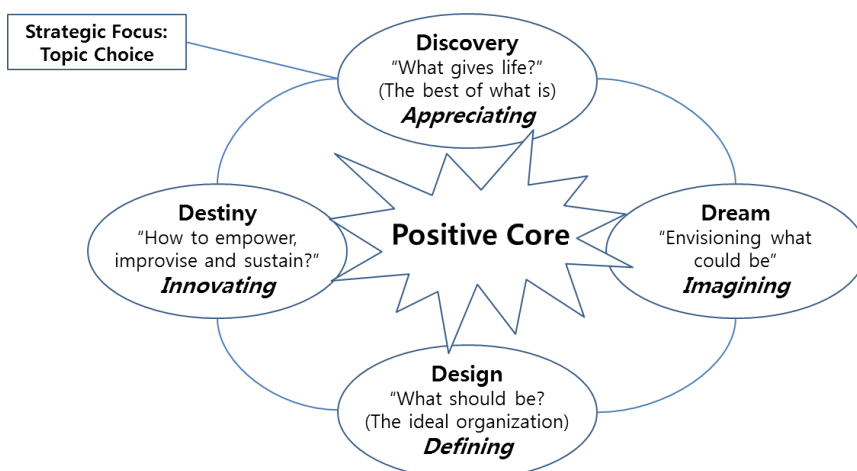 Strategic Focus:
Topic Choice
Discovery
“What gives life?”
(The best of what is)
Appreciating
Destiny
“How to empower,
improvise and sustain?”
Innovating
Positive Core
Dream
“Envisioning what
could be”
Imagining
Design
“What should be?
(The ideal organization)
Defining